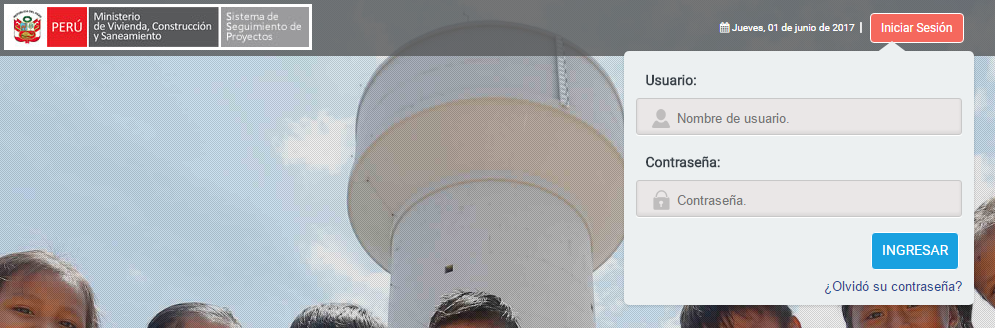 PERÚ
Ministerio
de Vivienda, Construcción
y Saneamiento
Sistema de
Seguimiento de
Proyectos
Jueves, 01 de junio de 2017 | Iniciar Sesión
Usuario:
Nombre de usuario.
Contraseña:
Contraseña.
INGRESAR
¿Olvidó su contraseña?